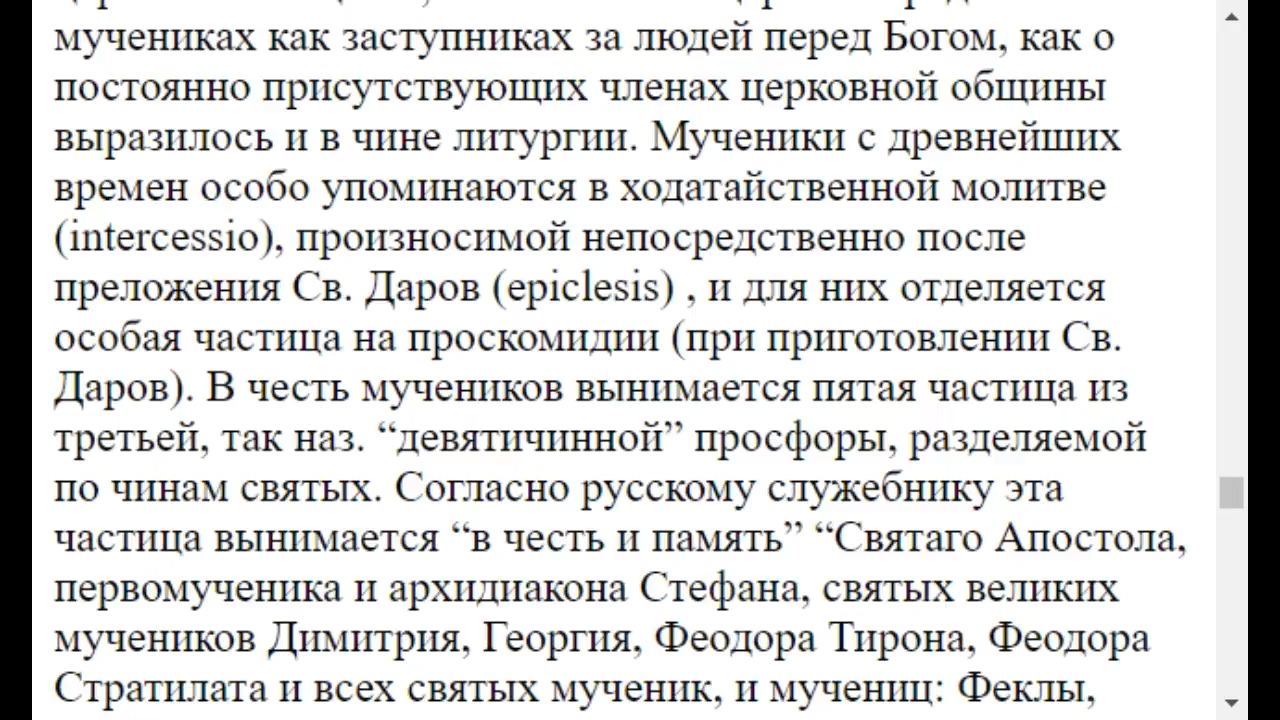 мучениках как заступниках за людей перед Богом, как о
постоянно присутствующих членах церковной общины
выразилось и в чине литургии. Мученики с древнейших
времен особо упоминаются в ходатайственной молитве
(intercessio), произносимой непосредственно после
преложения Св. Даров (epiclesis) , и для них отделяется
особая частица на проскомидии (при приготовлении Св.
Даров). В честь мучеников вынимается пятая частица из
третьей, так наз. “девятичинной” просфоры, разделяемой
по чинам святых. Согласно русскому служебнику эта
частица вынимается “в честь и память” “Святаго Апостола,
первомученика и архидиакона Стефана, святых великих
мучеников Димитрия, Георгия, Феодора Тирона, Феодора
Стратилата и всех святых мученик, и мучениц: Феклы,